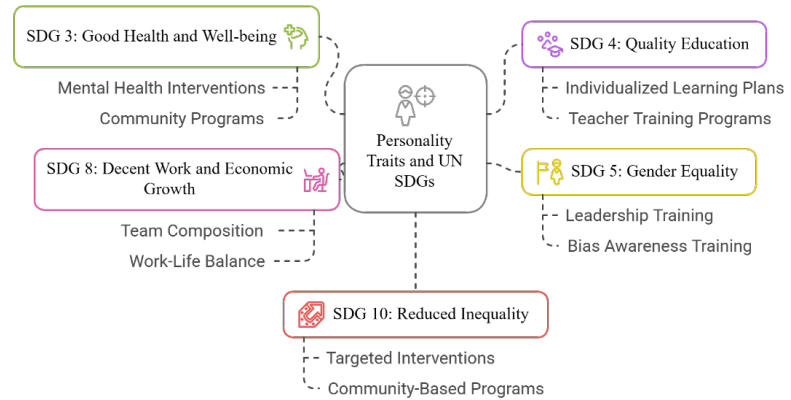 SDG 3: Good Health and Well-being
Mental Health Interventions
Community Programs
SDG 8: Decent Work and Economic
Growth
Team Composition
Work-Life Balance
Personality
Traits and UN
SDGs
SDG 4: Quality Education
Individualized Learning Plans
Teacher Training Programs
SDG 5: Gender Equality
Leadership Training
Bias Awareness Training
SDG 10: Reduced Inequality
Targeted Interventions
Community-Based Programs